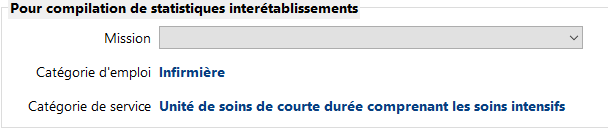 Pour compilation de statistiques interétablissements
Mission
Catégorie d'emploi Infirmière
Catégorie de service Unité de soins de courte durée comprenant les soins intensifs